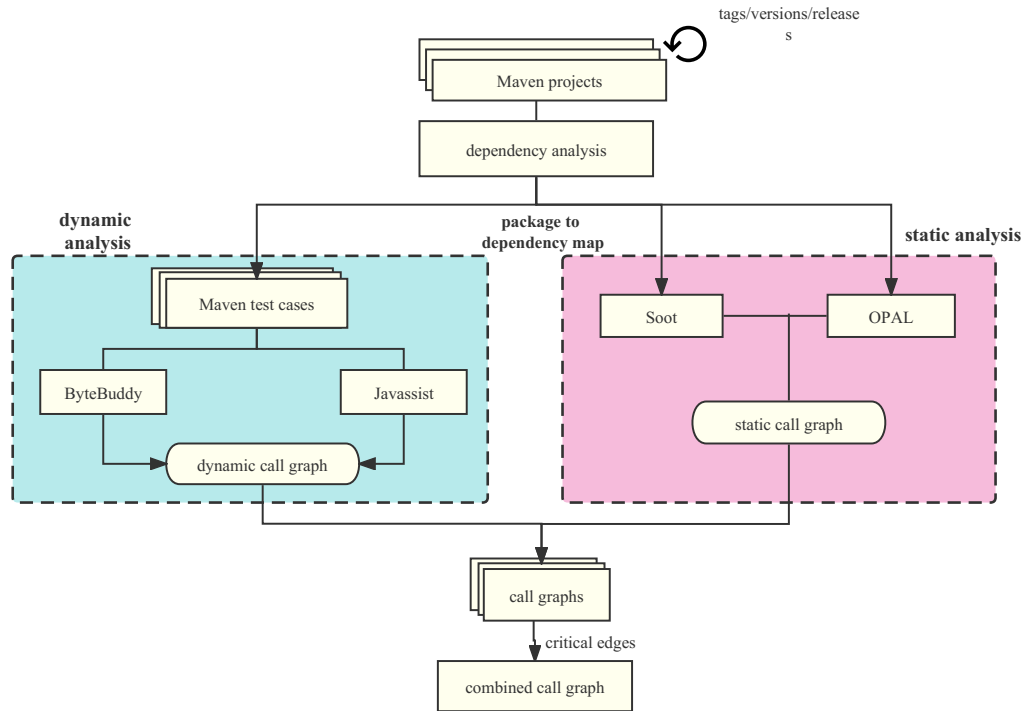 tags/versions/release
s
Maven projects
dependency analysis
dynamic
analysis
package to
dependency map
static analysis
Maven test cases
Soot
OPAL
ByteBuddy
Javassist
static call graph
dynamic call graph
call graphs
critical edges
combined call graph